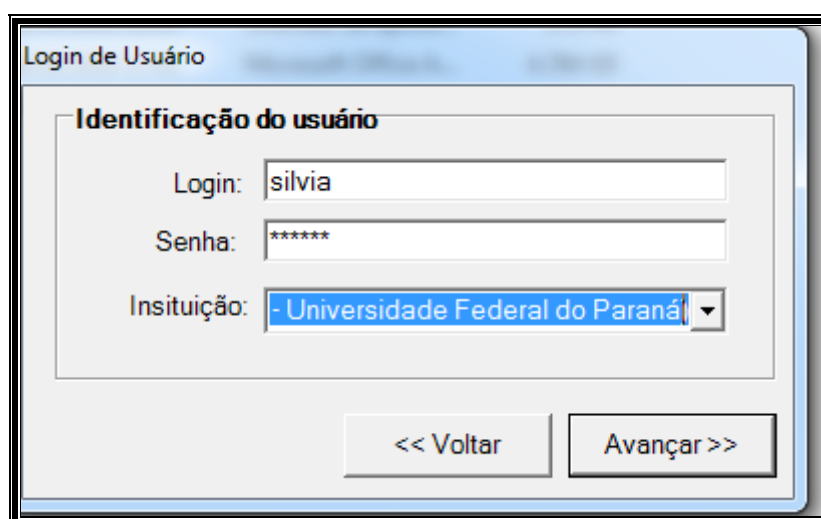 Login de Usuário
Identificação do usuário
Login: silvia
Senha: ******
Insituição: - Universidade Federal do Paraná
<< Voltar Avançar >>